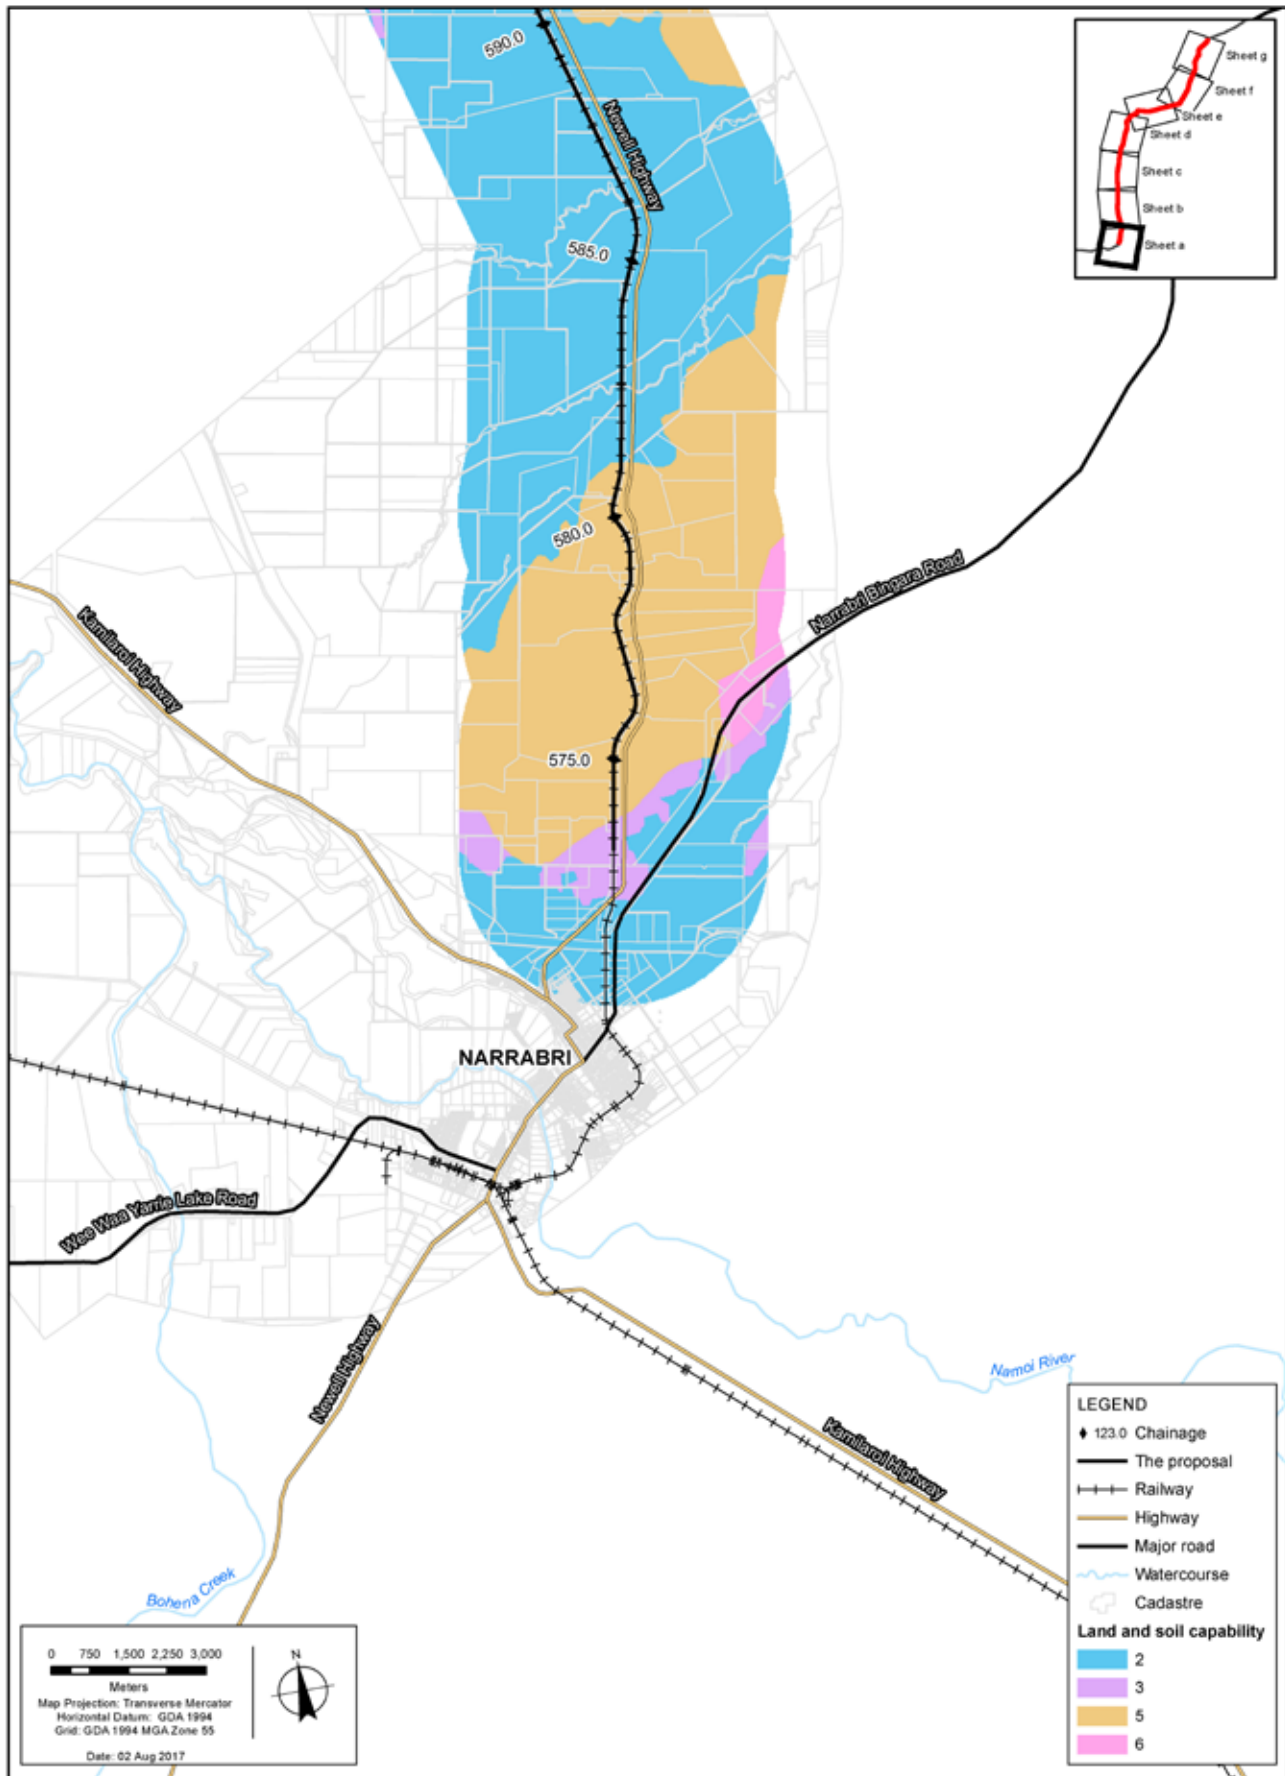 590.0
Newell Highway
585.0
580.0
575.0
Sheet g
Sheet f
Sheet e
Sheet d
Sheet c
Sheet b
Sheet a
Kamilaroi Highway
Narrabri Bingara Road
NARRABRI
Wee Waa Yarrie Lake Road
Newell Highway
Namoi River
Kamilaroi Highway
Bohena Creek
LEGEND
123.0 Chainage
The proposal
Railway
Highway
Major road
Watercourse
Cadastre
Land and soil capability
2
3
5
6
0 750 1,500 2,250 3,000
Meters
Map Projection: Transverse Mercator
Horizontal Datum: GDA 1994
Grid: GDA 1994 MGA Zone 55
Date: 02 Aug 2017
N